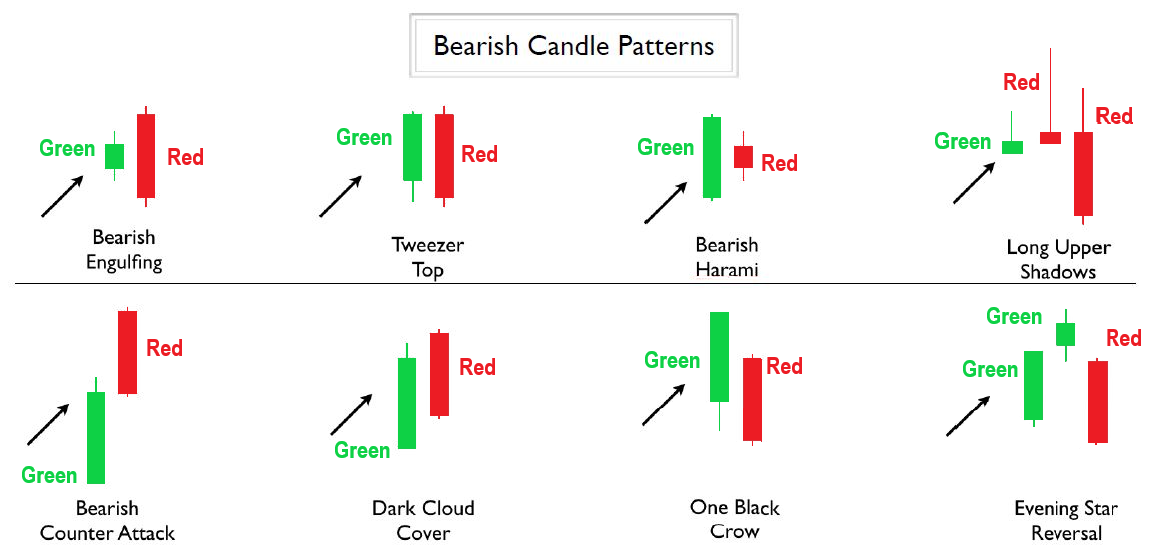 Bearish Candle Patterns
Green
Red
Bearish
Engulfing
Green
Red
Tweezer
Top
Green
Red
Bearish
Harami
Red
Green
Red
Long Upper
Shadows
Red
Green
Bearish
Counter Attack
Red
Green
Dark Cloud
Cover
Green
Red
One Black
Crow
Green
Red
Green
Evening Star
Reversal